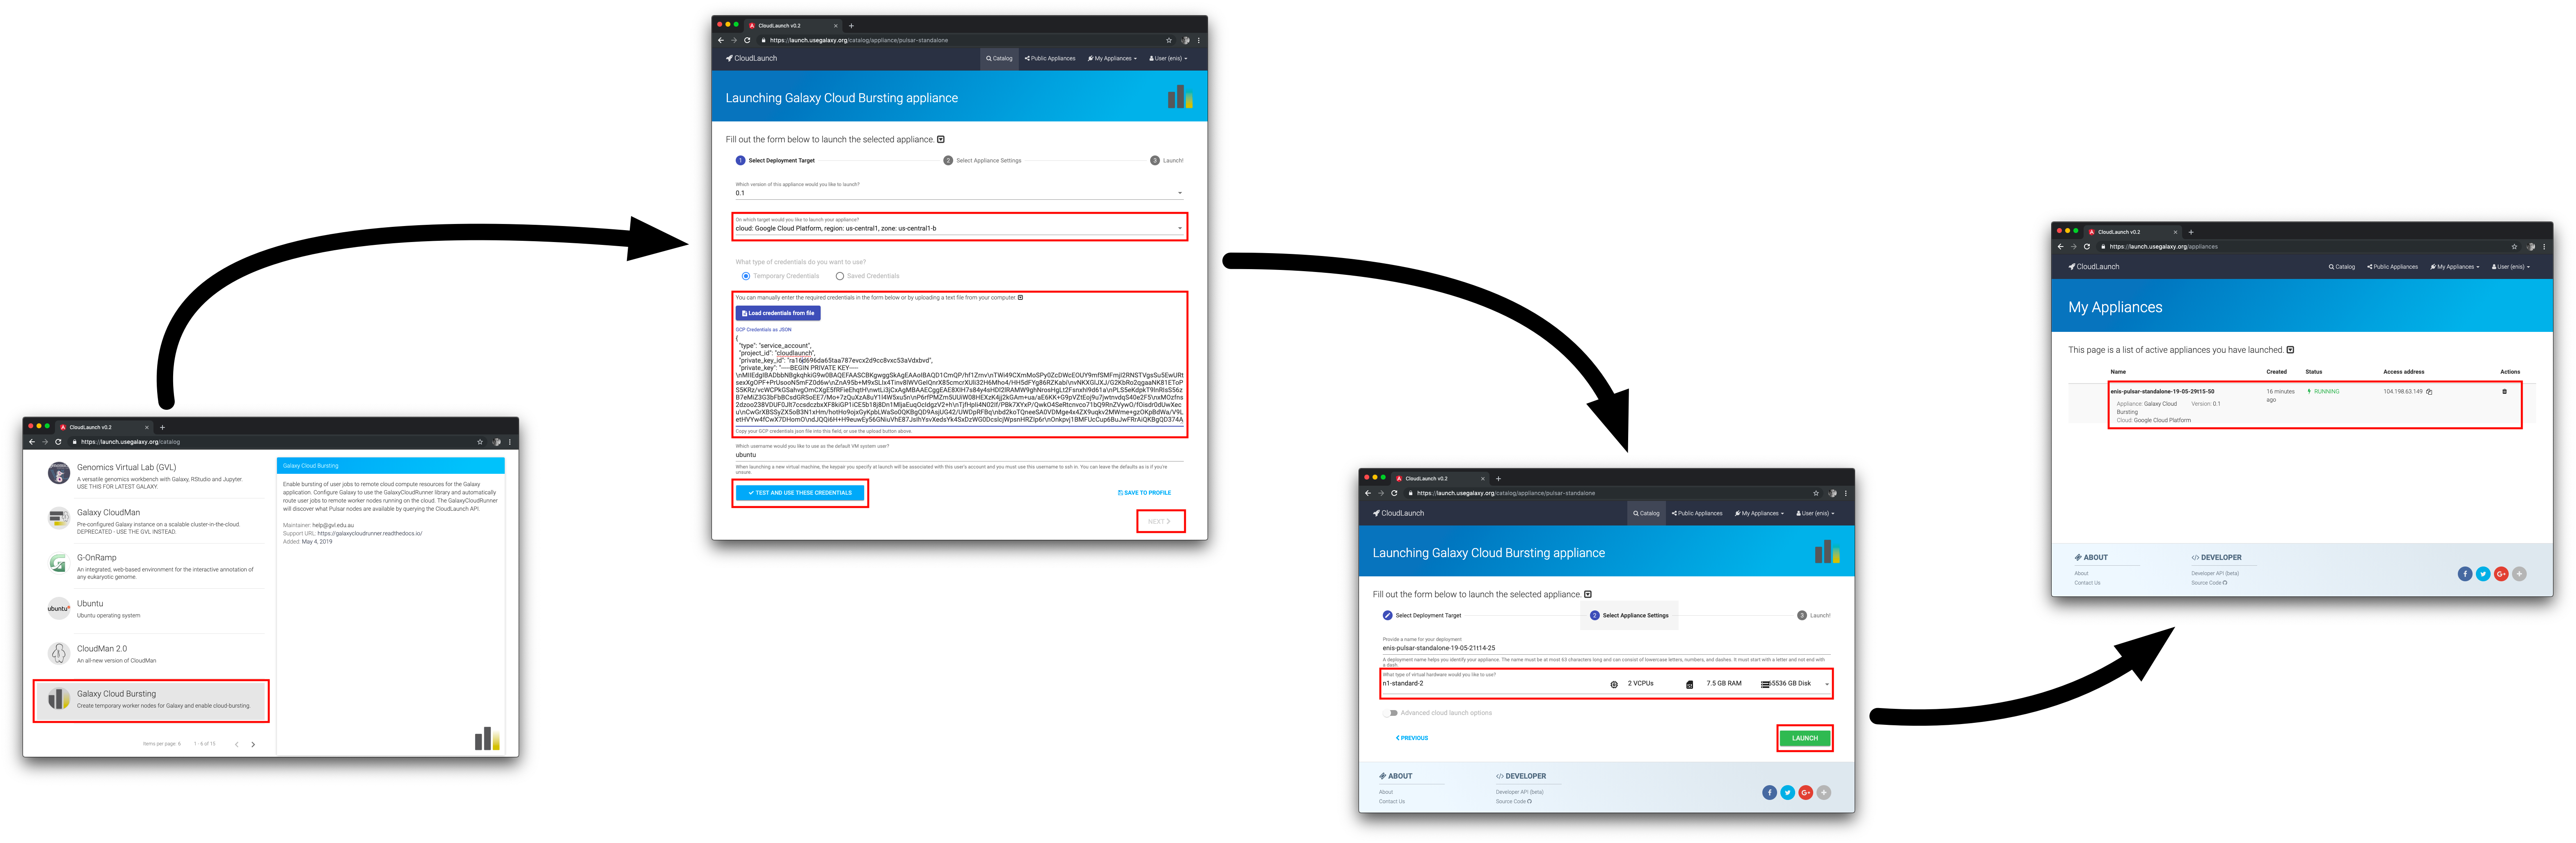 CloudLaunch v0.2
https://launch.usegalaxy.org/catalog
Genomics Virtual Lab (GVL)
A versatile genomics workbench with Galaxy, RStudio and Jupyter.
USE THIS FOR LATEST GALAXY.
Galaxy CloudMan
Pre-configured Galaxy instance on a scalable cluster-in-the-cloud.
DEPRECATED - USE THE GVL INSTEAD.
G-OnRamp
An integrated, web-based environment for the interactive annotation of
any eukaryotic genome.
ubuntu
Ubuntu
Ubuntu operating system
CloudMan 2.0
An all-new version of CloudMan
Galaxy Cloud Bursting
Create temporary worker nodes for Galaxy and enable cloud-bursting.
Items per page: 6 1 - 6 of 15
Galaxy Cloud Bursting
Enable bursting of user jobs to remote cloud compute resources for the Galaxy
application. Configure Galaxy to use the GalaxyCloudRunner library and automatically
route user jobs to remote worker nodes running on the cloud. The GalaxyCloudRunner
will discover what Pulsar nodes are available by querying the CloudLaunch API.
Maintainer: help@gvl.edu.au
Support URL: https://galaxycloudrunner.readthedocs.io/
Added: May 4, 2019
CloudLaunch v0.2
https://launch.usegalaxy.org/catalog/appliance/pulsar-standalone
CloudLaunch Catalog Public Appliances My Appliances User (enis)
Launching Galaxy Cloud Bursting appliance
Fill out the form below to launch the selected appliance.
1 Select Deployment Target 2 Select Appliance Settings 3 Launch!
Which version of this appliance would you like to launch?
0.1
On which target would you like to launch your appliance?
cloud: Google Cloud Platform, region: us-central1, zone: us-central1-b
What type of credentials do you want to use?
Temporary Credentials Saved Credentials
You can manually enter the required credentials in the form below or by uploading a text file from your computer.
Load credentials from file
GCP Credentials as JSON
{
"type": "service_account",
"project_id": "cloudlaunch",
"private_key": "-----BEGIN PRIVATE KEY-----
Copy your GCP credentials json file into this field, or use the upload button above.
Which username would you like to use as the default VM system user?
ubuntu
When launching a new virtual machine, the keypair you specify at launch will be associated with this user's account and you must use this username to ssh in. You can leave the defaults as is if you're
unsure.
TEST AND USE THESE CREDENTIALS SAVE TO PROFILE
NEXT
CloudLaunch v0.2
https://launch.usegalaxy.org/catalog/appliance/pulsar-standalone
CloudLaunch Catalog Public Appliances My Appliances User (enis)
Launching Galaxy Cloud Bursting appliance
Fill out the form below to launch the selected appliance.
Select Deployment Target 2 Select Appliance Settings 3 Launch!
Provide a name for your deployment
enis-pulsar-standalone-19-05-21t14-25
A deployment name helps you identify your appliance. The name must be at most 63 characters long and can consist of lowercase letters, numbers, and dashes. It must start with a letter and not end with
a dash.
What type of virtual hardware would you like to use?
n1-standard-2 2 VCPUs 7.5 GB RAM 65536 GB Disk
Advanced cloud launch options
PREVIOUS LAUNCH
ABOUT DEVELOPER
About Developer API (beta)
Contact Us Source Code
CloudLaunch v0.2
https://launch.usegalaxy.org/appliances
CloudLaunch Catalog Public Appliances My Appliances User (enis)
My Appliances
This page is a list of active appliances you have launched.
Name Created Status Access address Actions
enis-pulsar-standalone-19-05-29t15-50 16 minutes RUNNING 104.198.63.149
ago
Appliance: Galaxy Cloud Version: 0.1
Bursting
Cloud: Google Cloud Platform
ABOUT DEVELOPER
About Developer API (beta)
Contact Us Source Code